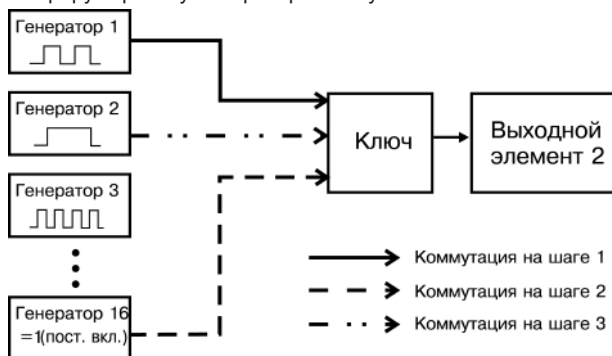 Генератор 1
Генератор 2
Генератор 3
Генератор 16
=1(пост. вкл.)
Ключ
Выходной
элемент 2
Коммутация на шаге 1
Коммутация на шаге 2
Коммутация на шаге 3